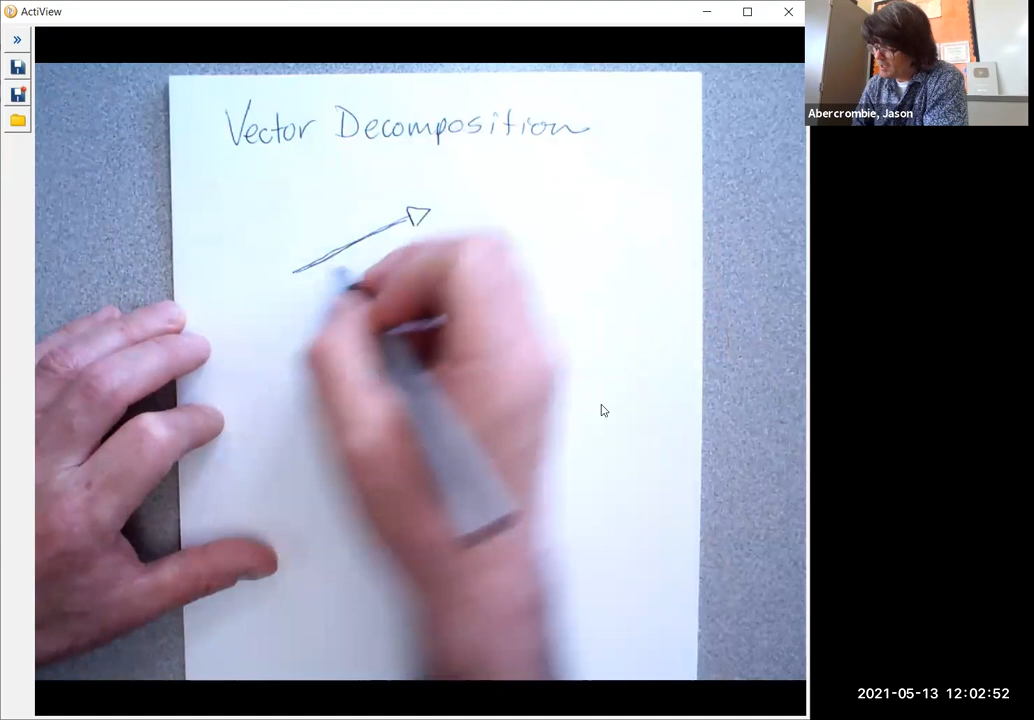 ActiView
Vector Decomposition
Abercrombie, Jason
2021-05-13 12:02:52